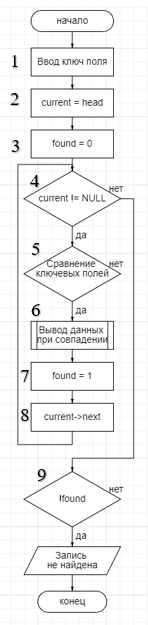 начало
1
Ввод ключ поля
2
current = head
3
found = 0
4
нет
current != NULL
да
5
Сравнение
нет
ключевых полей
да
6
Вывод данных
при совпадении
7
found = 1
8
current->next
9
нет
!found
да
Запись
не найдена
конец